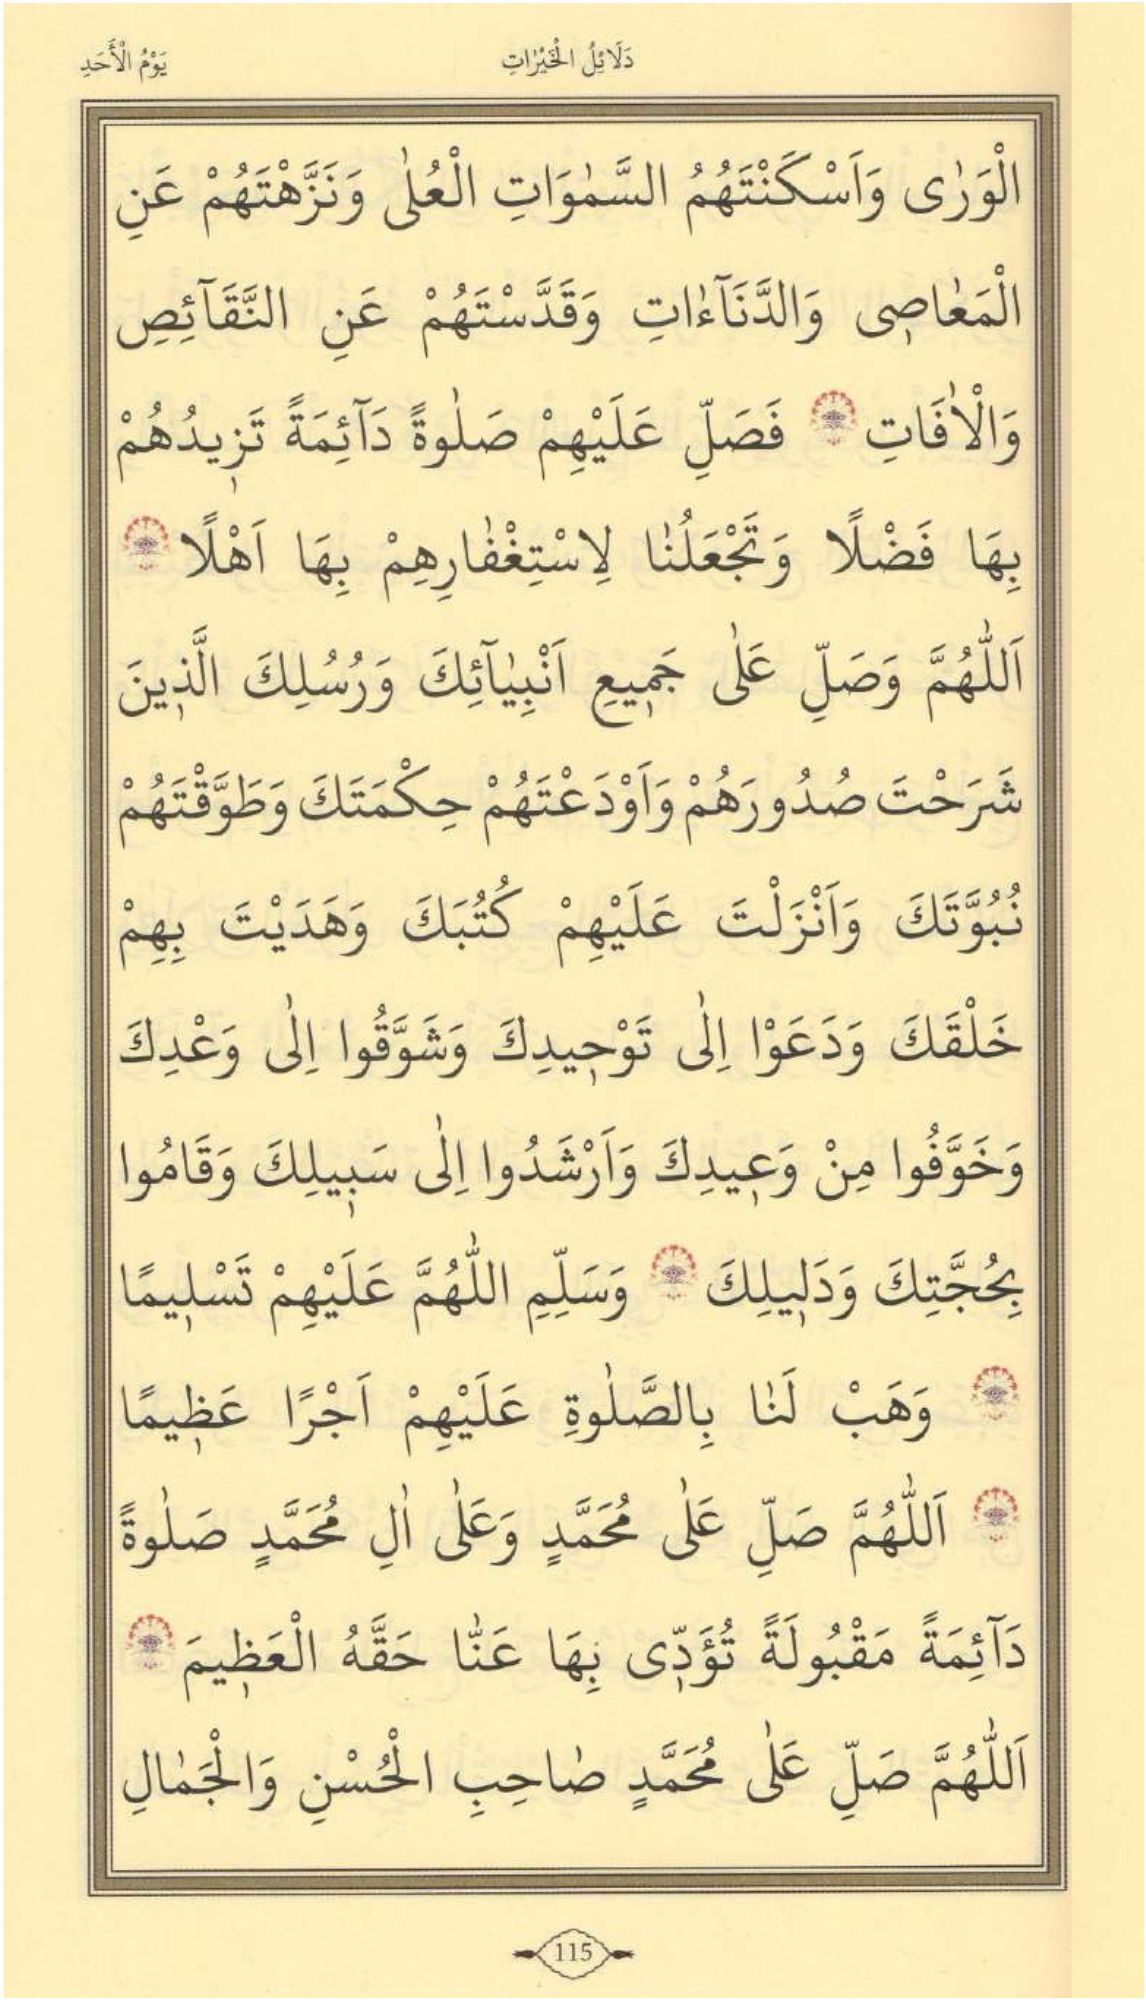 دَلَائِلُ الْخَيْرَاتِ
يَوْمُ الْأَحَدِ
الْوَرٰى وَاَسْكَنْتَهُمُ السَّمٰوَاتِ الْعُلٰى وَنَزَّهْتَهُمْ عَنِ
الْمَعٰاصِى وَالدَّنَآءٰاتِ وَقَدَّسْتَهُمْ عَنِ النَّقَآئِصِ
وَالْاٰفَاتِ فَصَلِّ عَلَيْهِمْ صَلٰوةً دَآئِمَةً تَزٖيدُهُمْ
بِهَا فَضْلًا وَتَجْعَلُنٰا لِاسْتِغْفٰارِهِمْ بِهَا اَهْلًا
اَللّٰهُمَّ وَصَلِّ عَلٰى جَمٖيعِ اَنْبِيٰآئِكَ وَرُسُلِكَ الَّذٖينَ
شَرَحْتَ صُدُورَهُمْ وَاَوْدَعْتَهُمْ حِكْمَتَكَ وَطَوَّقْتَهُمْ
نُبُوَّتَكَ وَاَنْزَلْتَ عَلَيْهِمْ كُتُبَكَ وَهَدَيْتَ بِهِمْ
خَلْقَكَ وَدَعَوْا اِلٰى تَوْحٖيدِكَ وَشَوَّقُوا اِلٰى وَعْدِكَ
وَخَوَّفُوا مِنْ وَعٖيدِكَ وَاَرْشَدُوا اِلٰى سَبٖيلِكَ وَقَامُوا
بِحُجَّتِكَ وَدَلٖيلِكَ وَسَلِّمِ اللّٰهُمَّ عَلَيْهِمْ تَسْلٖيمًا
وَهَبْ لَنٰا بِالصَّلٰوةِ عَلَيْهِمْ اَجْرًا عَظٖيمًا
اَللّٰهُمَّ صَلِّ عَلٰى مُحَمَّدٍ وَعَلٰى اٰلِ مُحَمَّدٍ صَلٰوةً
دَآئِمَةً مَقْبُولَةً تُؤَدّٖى بِهَا عَنّٰا حَقَّهُ الْعَظٖيمَ
اَللّٰهُمَّ صَلِّ عَلٰى مُحَمَّدٍ صٰاحِبِ الْحُسْنِ وَالْجَمٰالِ
115